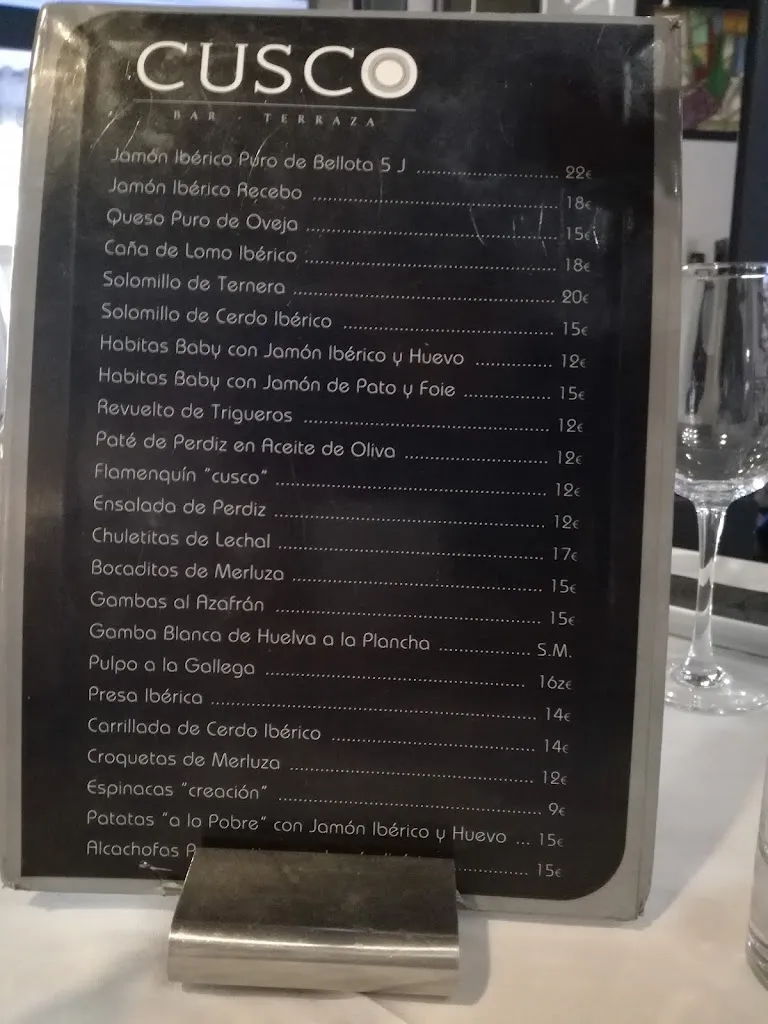 CUSCO
BAR - TERRAZA
Jamón Ibérico Puro de Bellota 5 J ........ 22€
Jamón Ibérico Recebo ........ 18€
Queso Puro de Oveja ........ 15€
Caña de Lomo Ibérico ........ 18€
Solomillo de Ternera ........ 20€
Solomillo de Cerdo Ibérico ........ 15€
Habitas Baby con Jamón Ibérico y Huevo ........ 12€
Habitas Baby con Jamón de Pato y Foie ........ 15€
Revuelto de Trigueros ........ 12€
Paté de Perdiz en Aceite de Oliva ........ 12€
Flamenquín "cusco" ........ 12€
Ensalada de Perdiz ........ 12€
Chuletitas de Lechal ........ 17€
Bocaditos de Merluza ........ 15€
Gambas al Azafrán ........ 15€
Gamba Blanca de Huelva a la Plancha ........ S.M.
Pulpo a la Gallega ........ 16z€
Presa Ibérica ........ 14€
Carrillada de Cerdo Ibérico ........ 14€
Croquetas de Merluza ........ 12€
Espinacas "creación" ........ 9€
Patatas "a lo Pobre" con Jamón Ibérico y Huevo ... 15€
Alcachofas ........ 15€